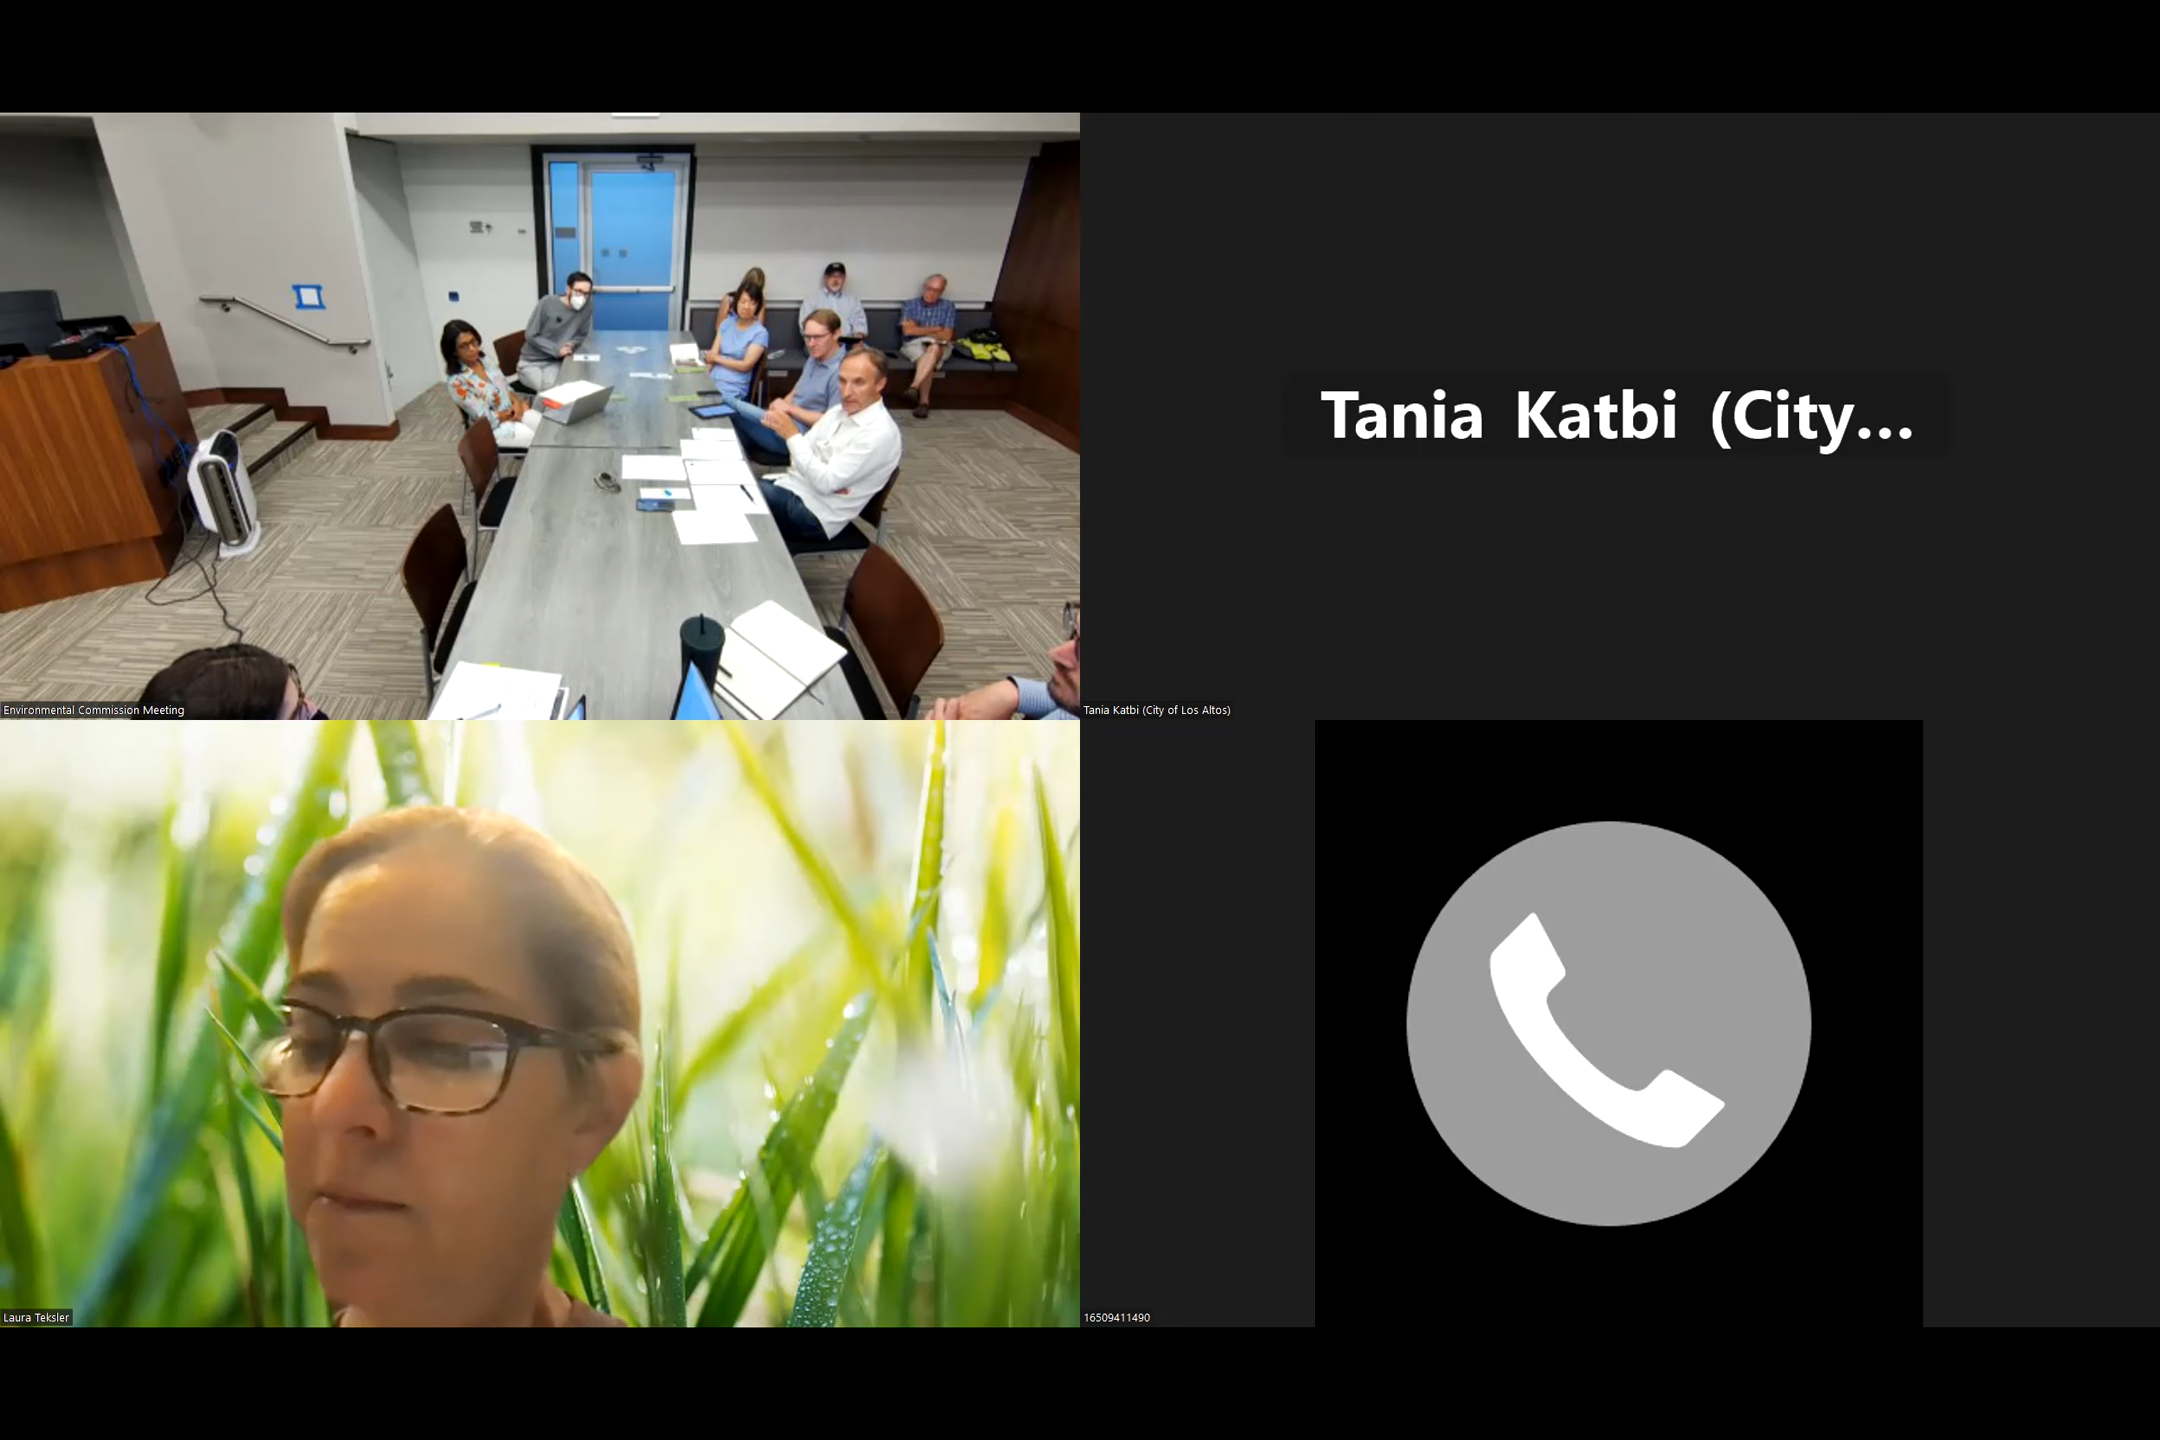 Tania Katbi (City...
Environmental Commission Meeting
Tania Katbi (City of Los Altos)
Laura Teksler
16509411490